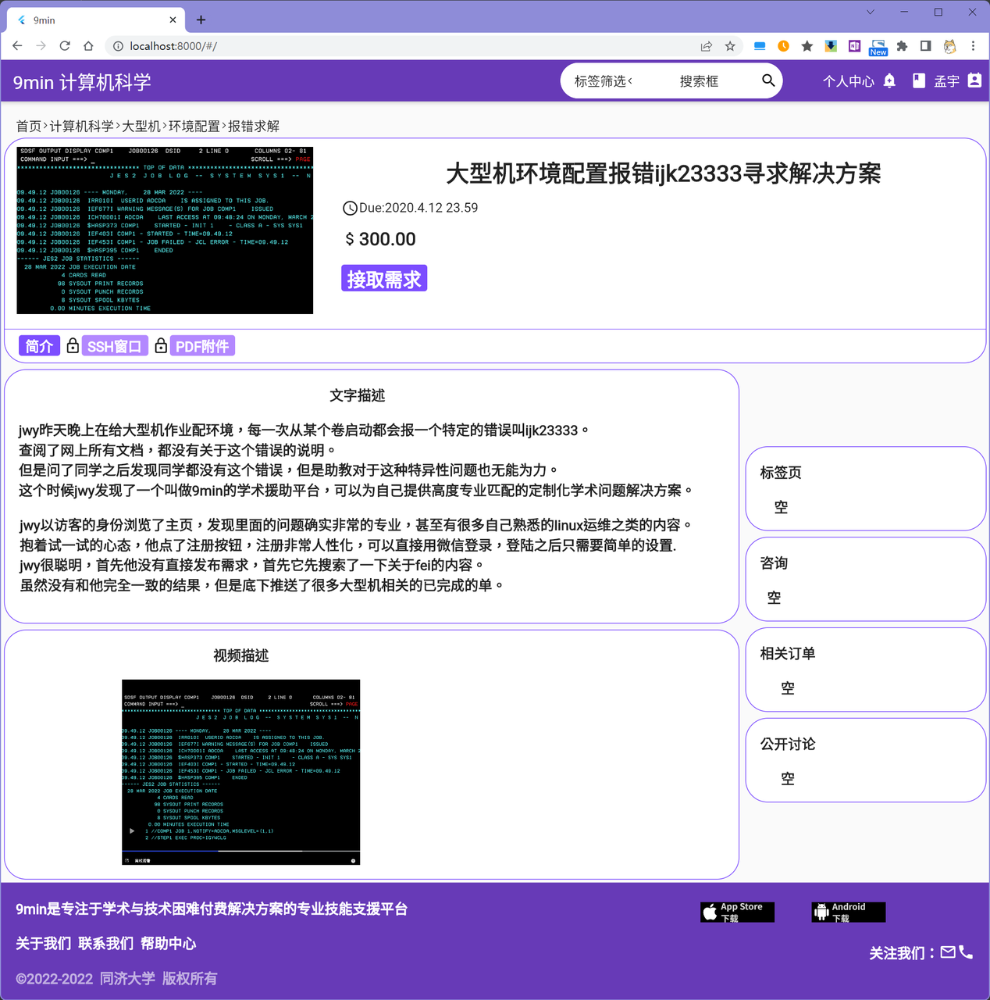 9min
localhost:8000/#/
New
9min 计算机科学
标签筛选
搜索框
个人中心
孟宇
首页>计算机科学>大型机>环境配置>报错求解
SDSF OUTPUT DISPLAY COMP1 JOB00126 DSID 2 LINE 0 COLUMNS 02- 81
COMMAND INPUT ===> _ SCROLL ===> PAGE
********************************* TOP OF DATA *********************************
J E S 2 J O B L O G -- S Y S T E M S Y S 1 -- N
09.49.12 JOB00126 ---- MONDAY, 28 MAR 2022 ----
09.49.12 JOB00126 IRR010I USERID AOCDA IS ASSIGNED TO THIS JOB.
09.49.12 JOB00126 IEF677I WARNING MESSAGE(S) FOR JOB COMP1 ISSUED
09.49.12 JOB00126 ICH70001I AOCDA LAST ACCESS AT 09:48:24 ON MONDAY, MARCH 2
09.49.12 JOB00126 $HASP373 COMP1 STARTED - INIT 1 - CLASS A - SYS SYS1
09.49.12 JOB00126 IEF403I COMP1 - STARTED - TIME=09.49.12
09.49.12 JOB00126 IEF453I COMP1 - JOB FAILED - JCL ERROR - TIME=09.49.12
09.49.12 JOB00126 $HASP395 COMP1 ENDED
------ JES2 JOB STATISTICS ------
28 MAR 2022 JOB EXECUTION DATE
4 CARDS READ
98 SYSOUT PRINT RECORDS
0 SYSOUT PUNCH RECORDS
8 SYSOUT SPOOL KBYTES
0.00 MINUTES EXECUTION TIME
大型机环境配置报错ijk23333寻求解决方案
Due:2020.4.12 23.59
$ 300.00
接取需求
简介
SSH窗口
PDF附件
文字描述
jwy昨天晚上在给大型机作业配环境，每一次从某个卷启动都会报一个特定的错误叫ijk23333。
查阅了网上所有文档，都没有关于这个错误的说明。
但是问了同学之后发现同学都没有这个错误，但是助教对于这种特异性问题也无能为力。
这个时候jwy发现了一个叫做9min的学术援助平台，可以为自己提供高度专业匹配的定制化学术问题解决方案。
jwy以访客的身份浏览了主页，发现里面的问题确实非常的专业，甚至有很多自己熟悉的linux运维之类的内容。
抱着试一试的心态，他点了注册按钮，注册非常人性化，可以直接用微信登录，登陆之后只需要简单的设置.
jwy很聪明，首先他没有直接发布需求，首先它先搜索了一下关于fei的内容。
虽然没有和他完全一致的结果，但是底下推送了很多大型机相关的已完成的单。
标签页
空
咨询
空
相关订单
空
公开讨论
空
视频描述
SDSF OUTPUT DISPLAY COMP1 JOB00126 DSID 2 LINE 0 COLUMNS 02- 81
COMMAND INPUT ===> _ SCROLL ===> PAGE
********************************* TOP OF DATA *********************************
J E S 2 J O B L O G -- S Y S T E M S Y S 1 -- N
09.49.12 JOB00126 ---- MONDAY, 28 MAR 2022 ----
09.49.12 JOB00126 IRR010I USERID AOCDA IS ASSIGNED TO THIS JOB.
09.49.12 JOB00126 IEF677I WARNING MESSAGE(S) FOR JOB COMP1 ISSUED
09.49.12 JOB00126 ICH70001I AOCDA LAST ACCESS AT 09:48:24 ON MONDAY, MARCH 2
09.49.12 JOB00126 $HASP373 COMP1 STARTED - INIT 1 - CLASS A - SYS SYS1
09.49.12 JOB00126 IEF403I COMP1 - STARTED - TIME=09.49.12
09.49.12 JOB00126 IEF453I COMP1 - JOB FAILED - JCL ERROR - TIME=09.49.12
09.49.12 JOB00126 $HASP395 COMP1 ENDED
------ JES2 JOB STATISTICS ------
28 MAR 2022 JOB EXECUTION DATE
4 CARDS READ
98 SYSOUT PRINT RECORDS
0 SYSOUT PUNCH RECORDS
8 SYSOUT SPOOL KBYTES
0.00 MINUTES EXECUTION TIME
1 //COMP1 JOB 1,NOTIFY=AOCDA,MSGLEVEL=(1,1)
2 //STEP1 EXEC PROC=IGYWCLG
9min是专注于学术与技术困难付费解决方案的专业技能支援平台
App Store
下载
Android
下载
关于我们 联系我们 帮助中心
关注我们：
©2022-2022 同济大学 版权所有